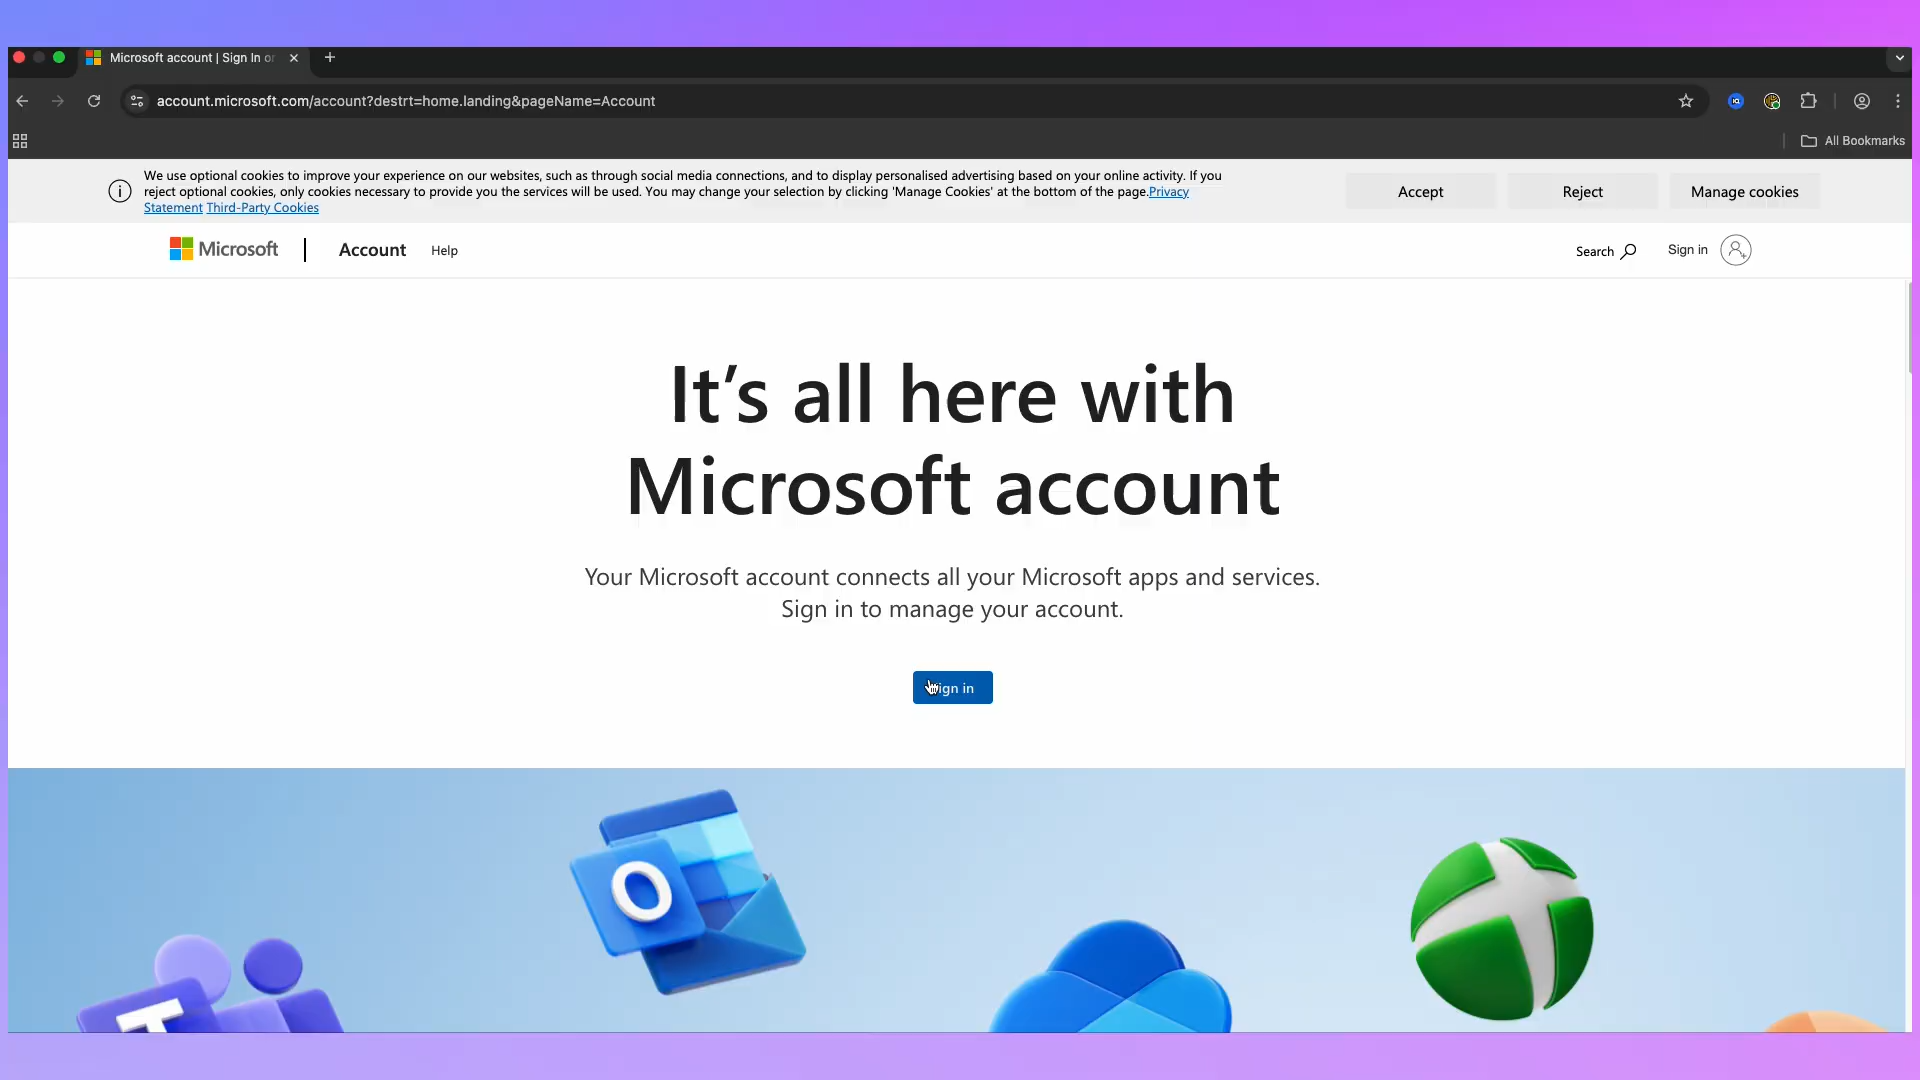 Microsoft account | Sign In or
account.microsoft.com/account?destrt=home.landing&pageName=Account
All Bookmarks
We use optional cookies to improve your experience on our websites, such as through social media connections, and to display personalised advertising based on your online activity. If you
reject optional cookies, only cookies necessary to provide you the services will be used. You may change your selection by clicking 'Manage Cookies' at the bottom of the page.Privacy
Statement Third-Party Cookies
Accept
Reject
Manage cookies
Microsoft
Account
Help
Search
Sign in
It’s all here with
Microsoft account
Your Microsoft account connects all your Microsoft apps and services.
Sign in to manage your account.
Sign in
O
T